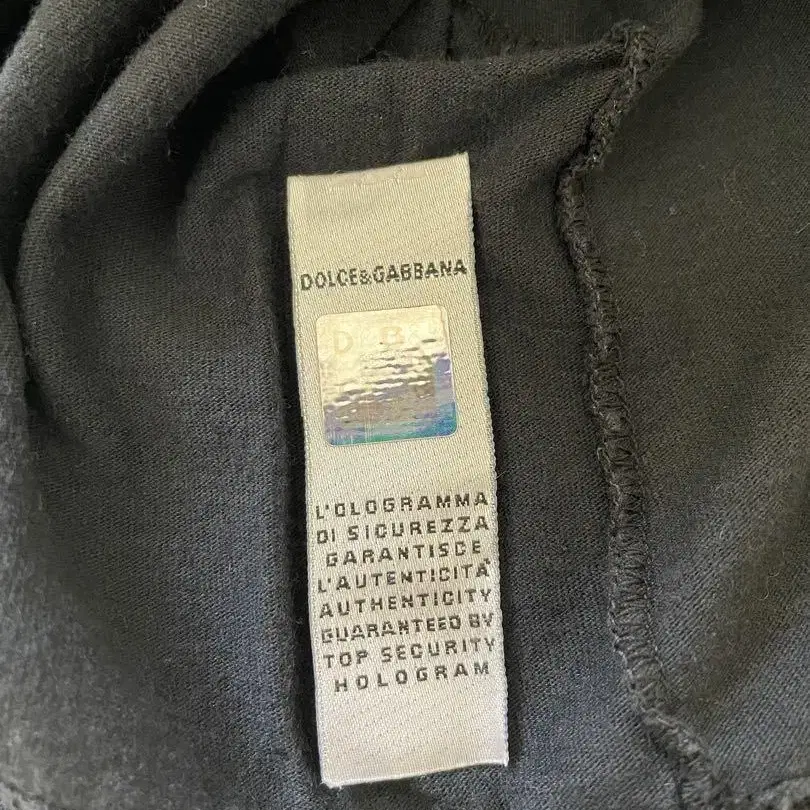 DOLCE&GABBANA
L'OLOGRAMMA
DI SICUREZZA
GARANTISCE
L'AUTENTICITÀ
AUTHENTICITY
GUARANTEED BY
TOP SECURITY
HOLOGRAM